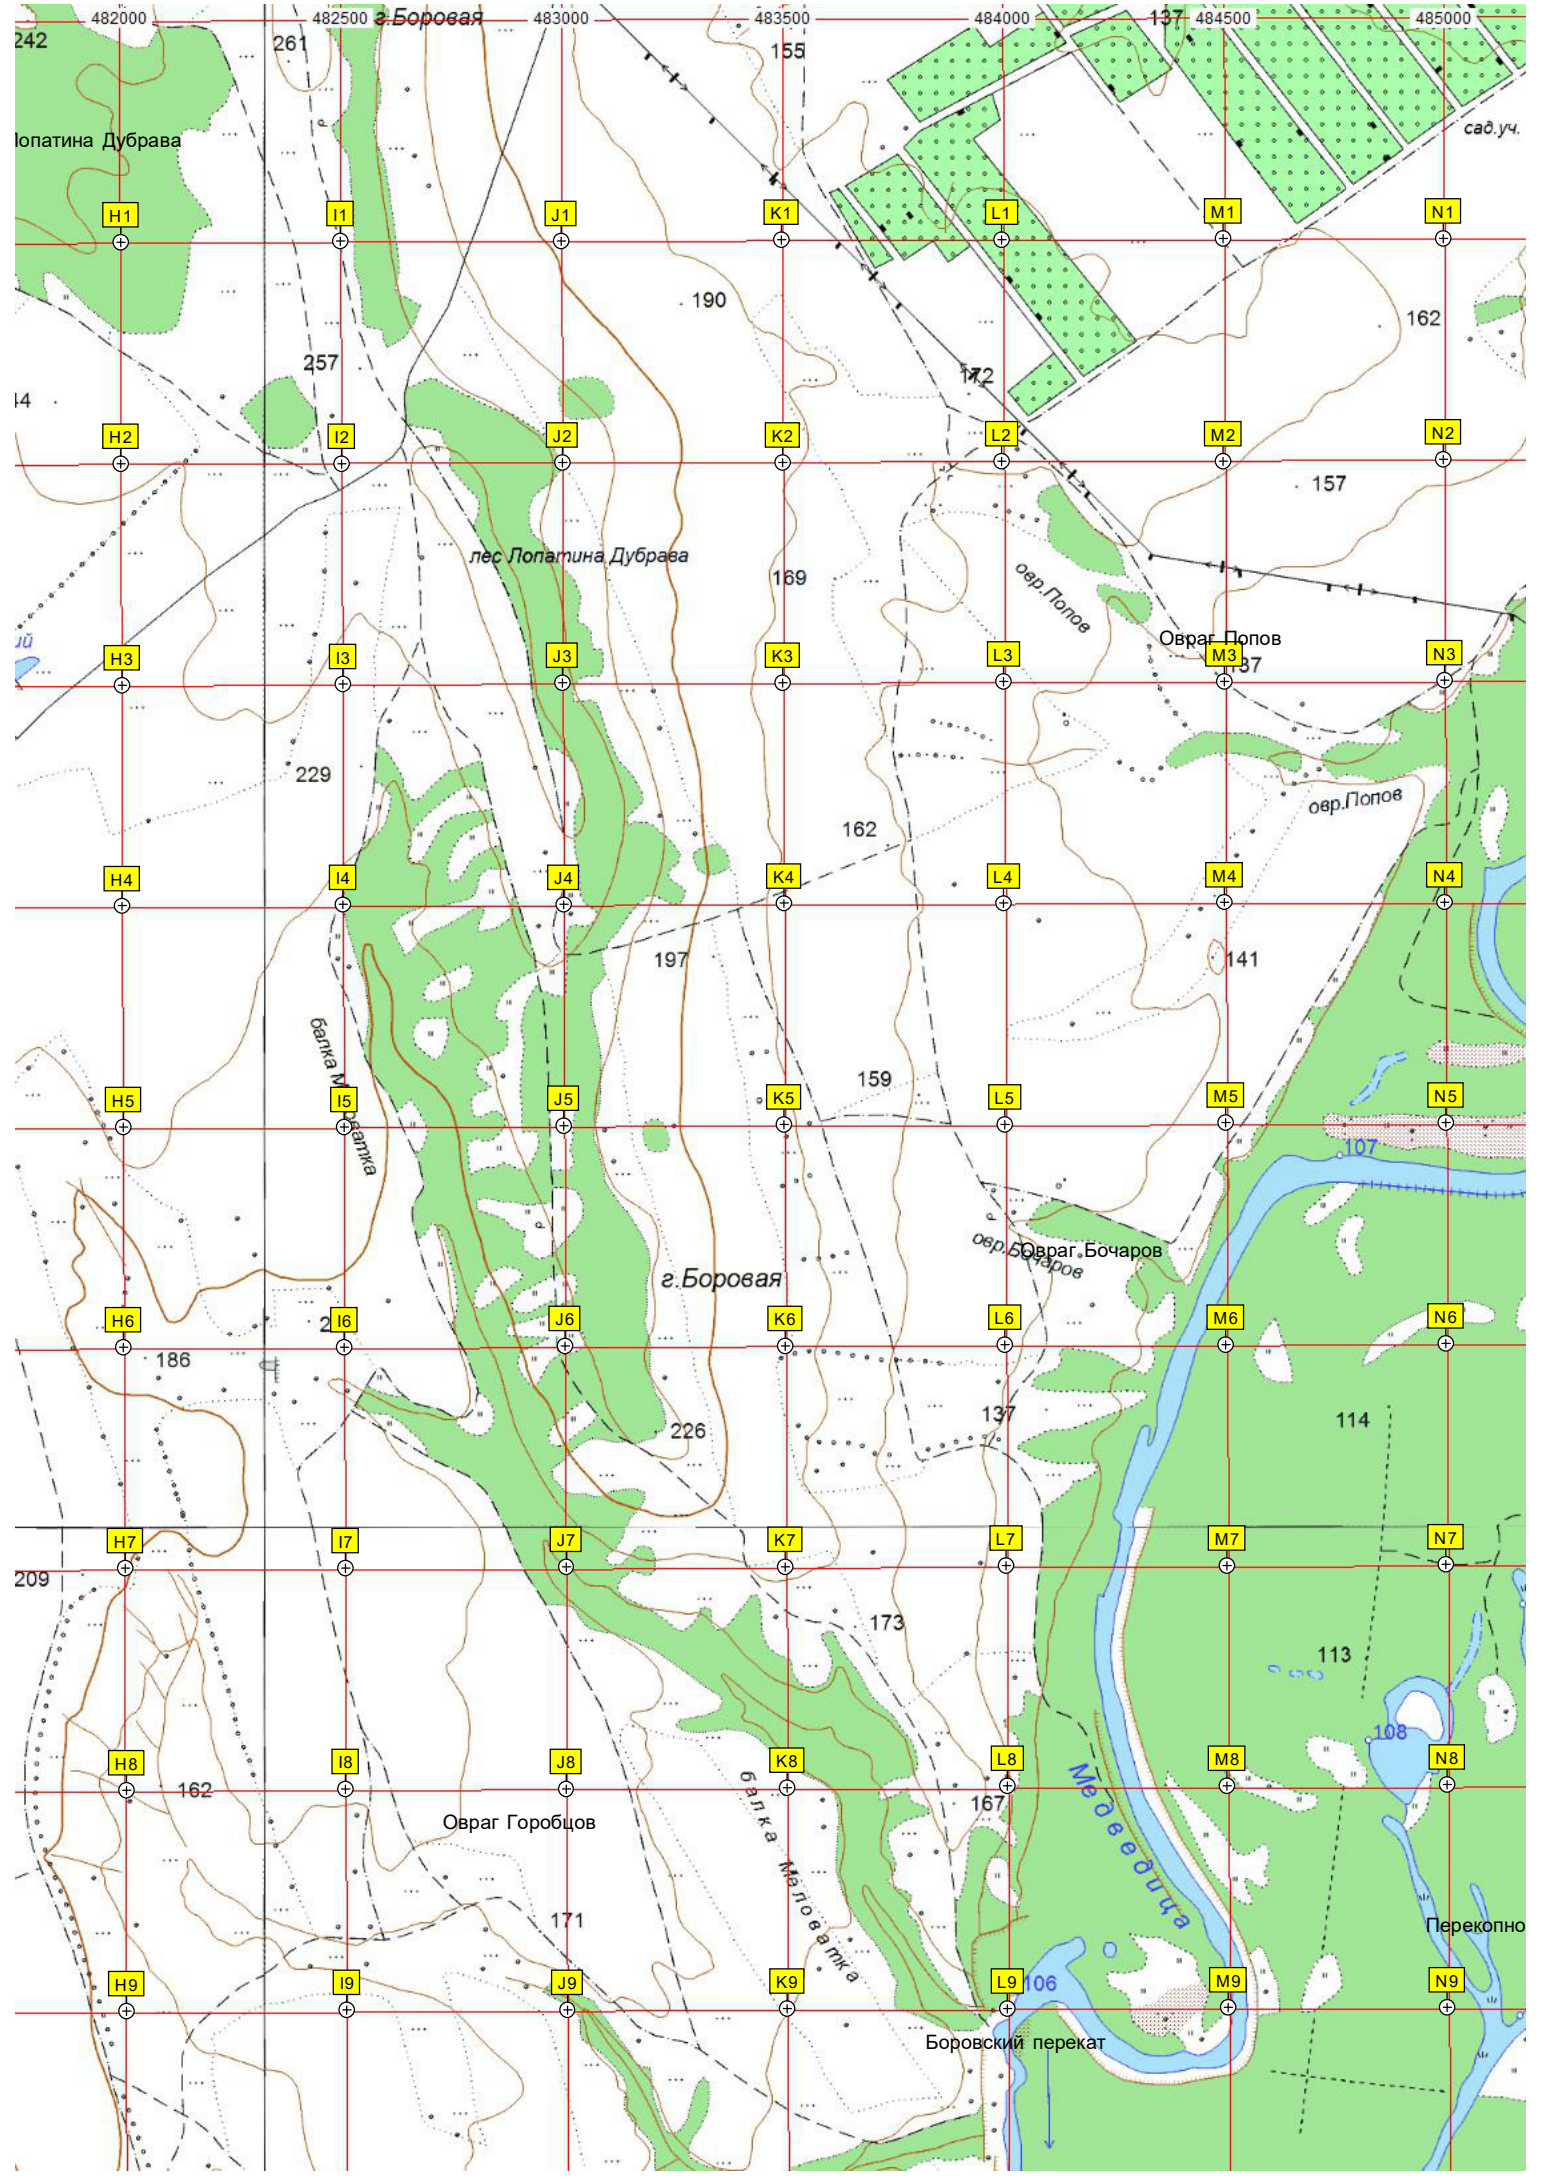 482000 482500 г.Боровая 483000 483500 484000 137 484500 485000
242 261 155
сад.уч.
Лопатина Дубрава
H1 I1 J1 K1 L1 M1 N1
190 162
257 172
44
H2 I2 J2 K2 L2 M2 N2
157
лес Лопатина Дубрава
169 овр.Попов
ий Овраг Попов
H3 I3 J3 K3 L3 M3 137 N3
229 овр.Попов
162
H4 I4 J4 K4 L4 M4 N4
197 141
балка Меловатка
159
H5 I5 J5 K5 L5 M5 N5
107
овр.Бочаров Овраг Бочаров
г.Боровая
H6 I6 J6 K6 L6 M6 N6
186
226 137 114
H7 I7 J7 K7 L7 M7 N7
209
173 113
108
H8 I8 J8 K8 L8 M8 N8
162 167
Овраг Горобцов
балка Меловатка
Медведица
171 Перекопно
H9 I9 J9 K9 L9 106 M9 N9
Боровский перекат